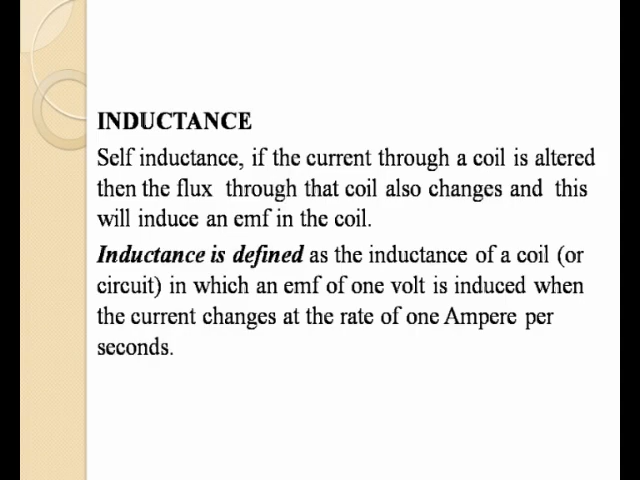 INDUCTANCE
Self inductance, if the current through a coil is altered
then the flux through that coil also changes and this
will induce an emf in the coil.
Inductance is defined as the inductance of a coil (or
circuit) in which an emf of one volt is induced when
the current changes at the rate of one Ampere per
seconds.